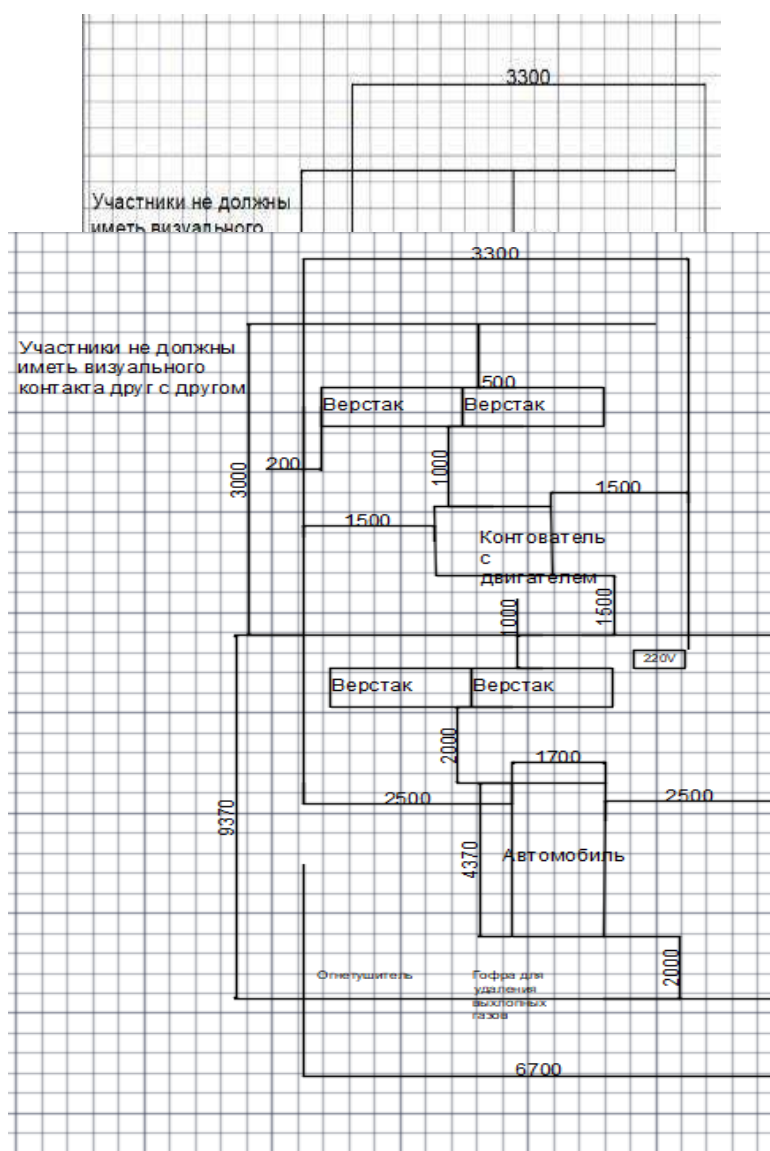 3300
Участники не должны
иметь визуального
3300
Участники не должны
иметь визуального
контакта друг с другом
500
Верстак
Верстак
200
1000
3000
1500
1500
Контователь
с
двигателем
1000
1500
220V
Верстак
Верстак
2000
1700
2500
2500
9370
4370
Автомобиль
Огнетушитель
Гофра для
удаления
выхлопных
газов
2000
6700